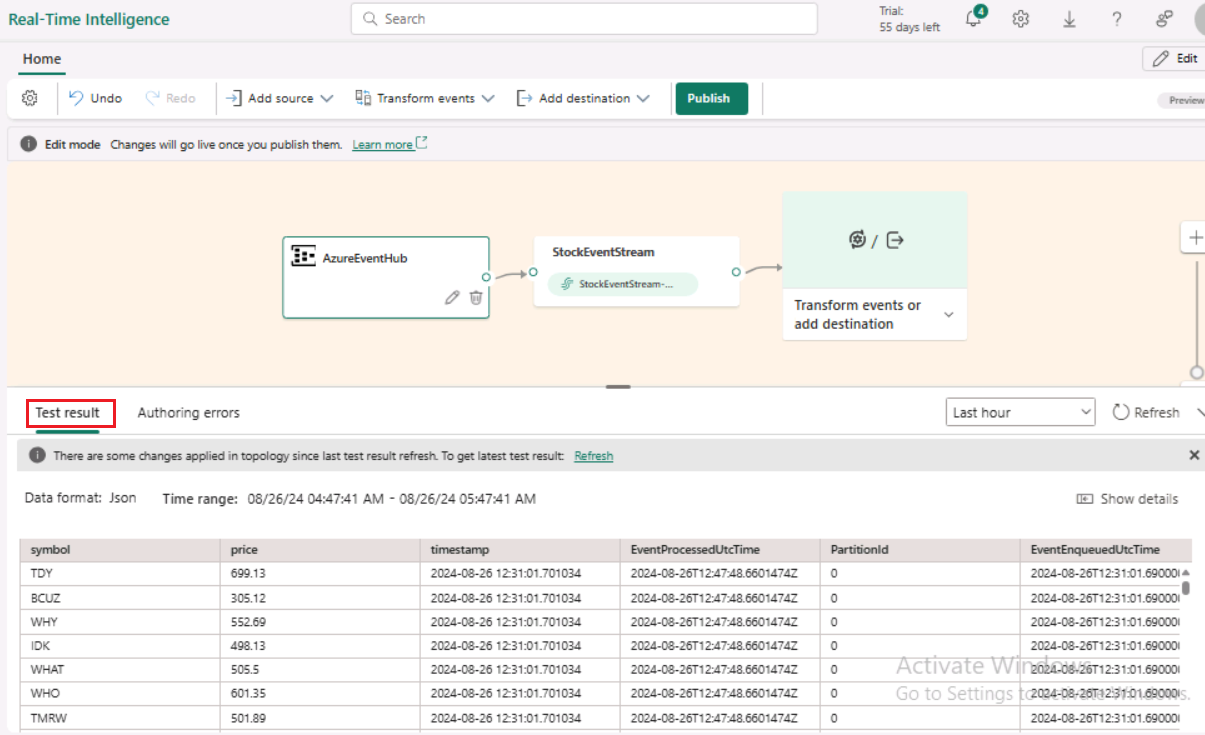 Real-Time Intelligence
Search
Trial:
55 days left
4
Home
Edit
Undo Redo Add source Transform events Add destination Publish
Preview
Edit mode Changes will go live once you publish them. Learn more
AzureEventHub
StockEventStream
StockEventStream-...
Transform events or
add destination
Test result Authoring errors Last hour Refresh
There are some changes applied in topology since last test result refresh. To get latest test result: Refresh
Data format: Json Time range: 08/26/24 04:47:41 AM - 08/26/24 05:47:41 AM Show details
symbol price timestamp EventProcessedUtcTime PartitionId EventEnqueuedUtcTime
TDY 699.13 2024-08-26 12:31:01.701034 2024-08-26T12:47:48.6601474Z 0 2024-08-26T12:31:01.69000
BCUZ 305.12 2024-08-26 12:31:01.701034 2024-08-26T12:47:48.6601474Z 0 2024-08-26T12:31:01.69000
WHY 552.69 2024-08-26 12:31:01.701034 2024-08-26T12:47:48.6601474Z 0 2024-08-26T12:31:01.69000
IDK 498.13 2024-08-26 12:31:01.701034 2024-08-26T12:47:48.6601474Z 0 2024-08-26T12:31:01.69000
WHAT 505.5 2024-08-26 12:31:01.701034 2024-08-26T12:47:48.6601474Z 0 2024-08-26T12:31:01.69000
WHO 601.35 2024-08-26 12:31:01.701034 2024-08-26T12:47:48.6601474Z 0 2024-08-26T12:31:01.69000
TMRW 501.89 2024-08-26 12:31:01.701034 2024-08-26T12:47:48.6601474Z 0 2024-08-26T12:31:01.69000
Activate Windows
Go to Settings to activate Windows.